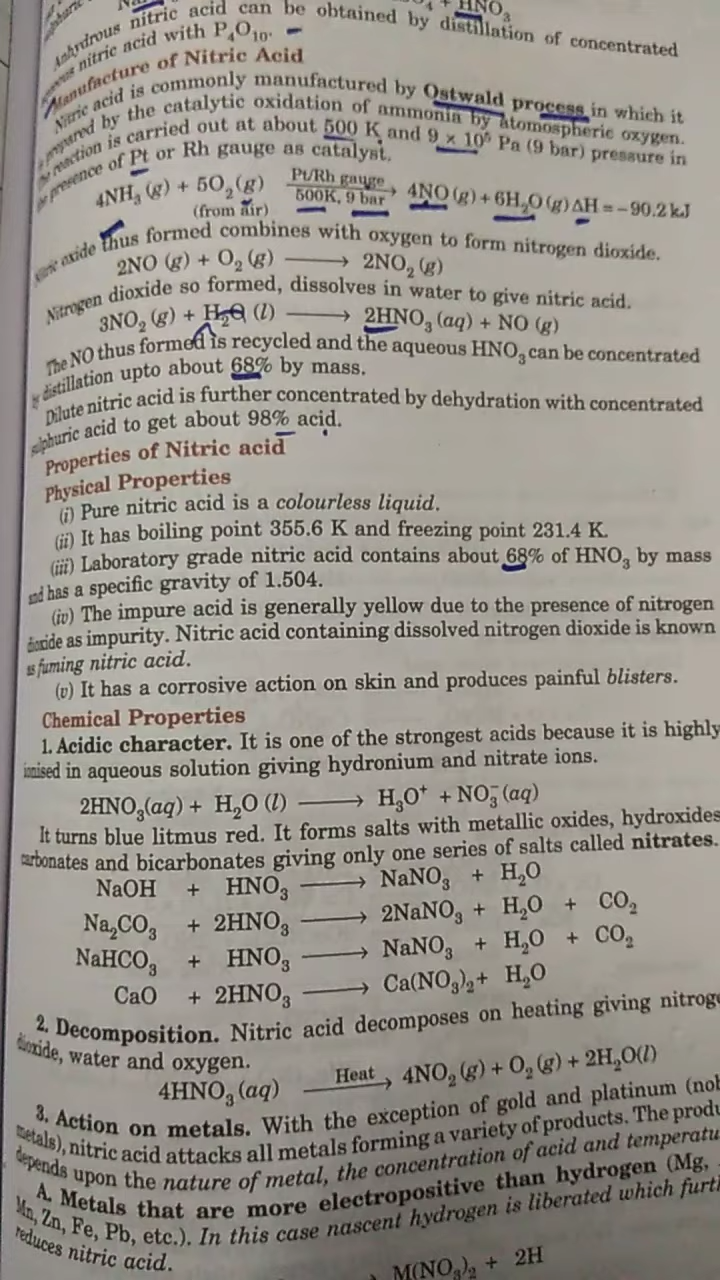 + HNO₃
Anhydrous nitric acid can be obtained by distillation of concentrated
nitric acid with P₄O₁₀.
Manufacture of Nitric Acid
Nitric acid is commonly manufactured by Ostwald process in which it
prepared by the catalytic oxidation of ammonia by atomospheric oxygen.
reaction is carried out at about 500 K and 9 × 10⁵ Pa (9 bar) pressure in
presence of Pt or Rh gauge as catalyst.
4NH₃ (g) + 5O₂ (g) Pt/Rh gauge 500K, 9 bar → 4NO (g) + 6H₂O (g) ΔH = – 90.2 kJ
(from air)
oxide thus formed combines with oxygen to form nitrogen dioxide.
2NO (g) + O₂ (g) ⟶ 2NO₂ (g)
Nitrogen dioxide so formed, dissolves in water to give nitric acid.
3NO₂ (g) + H₂O (l) ⟶ 2HNO₃ (aq) + NO (g)
The NO thus formed is recycled and the aqueous HNO₃ can be concentrated
distillation upto about 68% by mass.
Dilute nitric acid is further concentrated by dehydration with concentrated
sulphuric acid to get about 98% acid.
Properties of Nitric acid
Physical Properties
(i) Pure nitric acid is a colourless liquid.
(ii) It has boiling point 355.6 K and freezing point 231.4 K.
(iii) Laboratory grade nitric acid contains about 68% of HNO₃ by mass
and has a specific gravity of 1.504.
(iv) The impure acid is generally yellow due to the presence of nitrogen
dioxide as impurity. Nitric acid containing dissolved nitrogen dioxide is known
as fuming nitric acid.
(v) It has a corrosive action on skin and produces painful blisters.
Chemical Properties
1. Acidic character. It is one of the strongest acids because it is highly
ionised in aqueous solution giving hydronium and nitrate ions.
2HNO₃(aq) + H₂O (l) ⟶ H₃O⁺ + NO₃⁻ (aq)
It turns blue litmus red. It forms salts with metallic oxides, hydroxides
carbonates and bicarbonates giving only one series of salts called nitrates.
NaOH + HNO₃ ⟶ NaNO₃ + H₂O
Na₂CO₃ + 2HNO₃ ⟶ 2NaNO₃ + H₂O + CO₂
NaHCO₃ + HNO₃ ⟶ NaNO₃ + H₂O + CO₂
CaO + 2HNO₃ ⟶ Ca(NO₃)₂ + H₂O
2. Decomposition. Nitric acid decomposes on heating giving nitroge
dioxide, water and oxygen.
4HNO₃ (aq) Heat → 4NO₂ (g) + O₂ (g) + 2H₂O(l)
3. Action on metals. With the exception of gold and platinum (nob
metals), nitric acid attacks all metals forming a variety of products. The produ
depends upon the nature of metal, the concentration of acid and temperatu
A. Metals that are more electropositive than hydrogen (Mg,
Mn, Zn, Fe, Pb, etc.). In this case nascent hydrogen is liberated which furth
reduces nitric acid.
→ M(NO₃)₂ + 2H